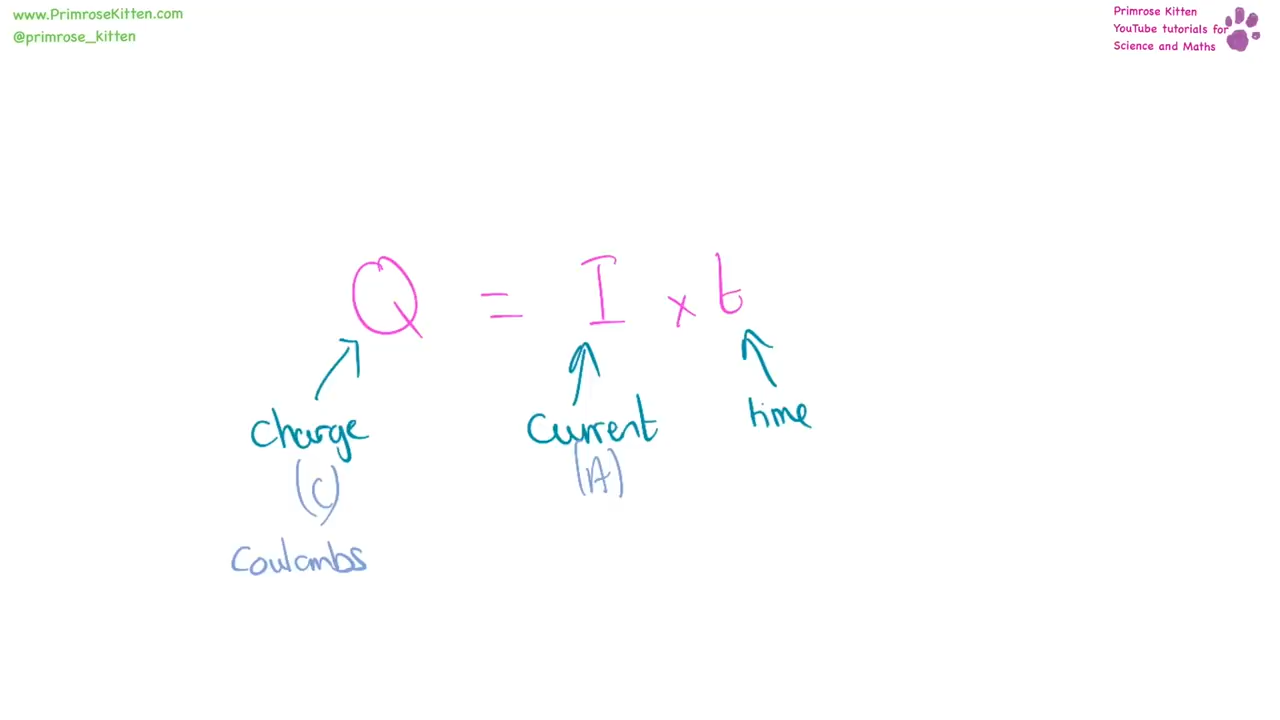 www.PrimroseKitten.com
@primrose_kitten
Primrose Kitten
YouTube tutorials for
Science and Maths
Q = I × t
Charge Current time
(C) (A)
Coulombs